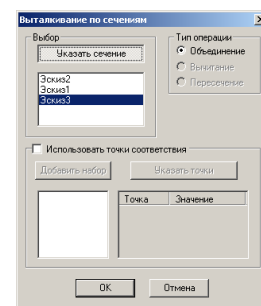 Выталкивание по сечениям
Выбор
Указать сечение
Эскиз2
Эскиз1
Эскиз3
Тип операции
Объединение
Вычитание
Пересечение
Использовать точки соответствия
Добавить набор
Указать точки
Точка Значение
OK Отмена